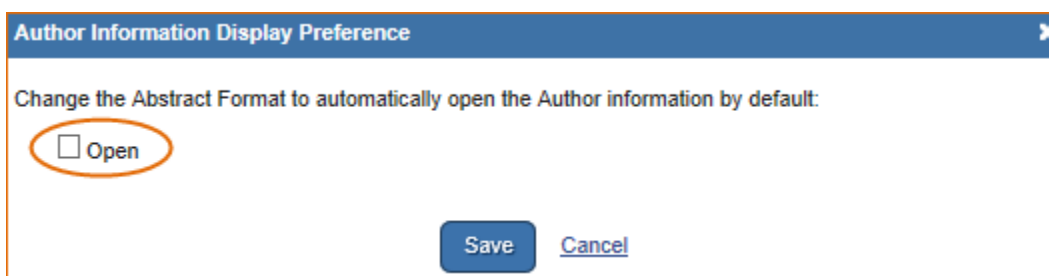 Author Information Display Preference
Change the Abstract Format to automatically open the Author information by default:
Open
Save Cancel